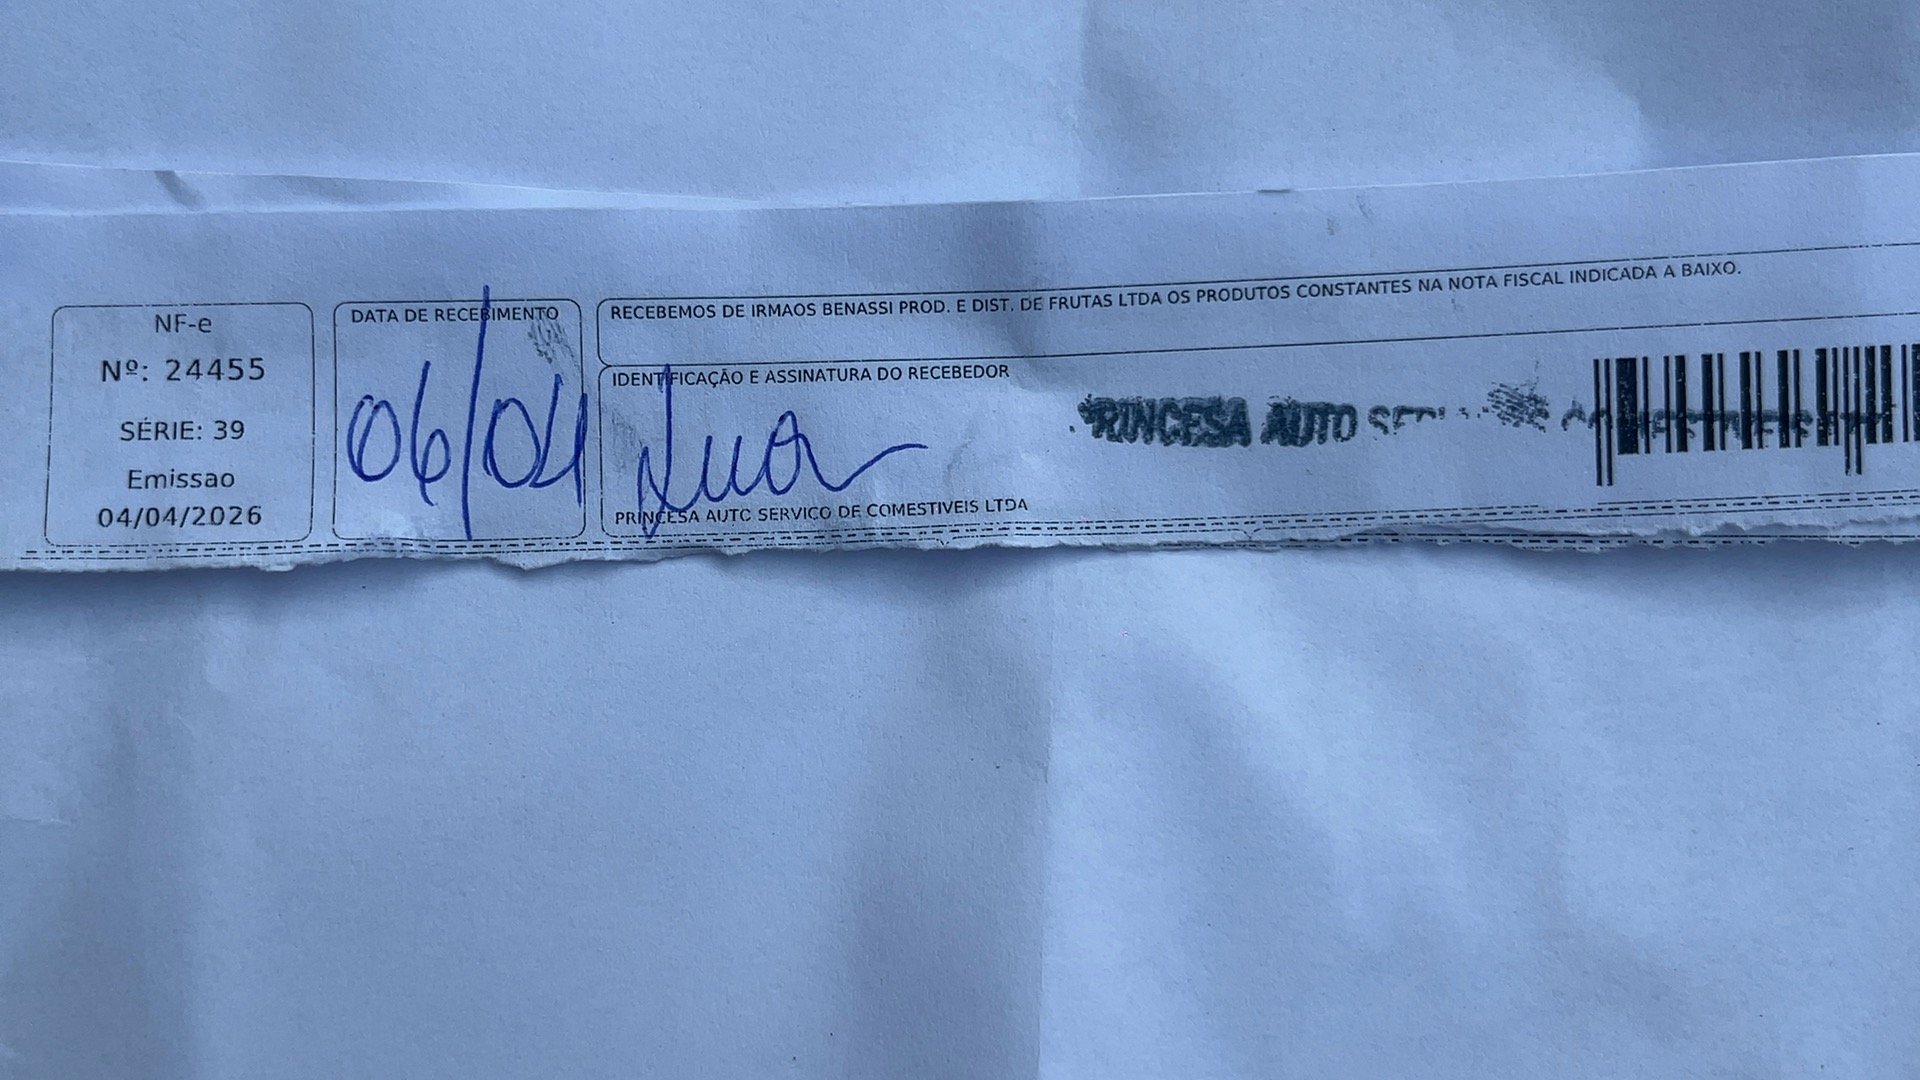 NF-e
Nº: 24455
SÉRIE: 39
Emissao
04/04/2026
DATA DE RECEBIMENTO
06/04
RECEBEMOS DE IRMAOS BENASSI PROD. E DIST. DE FRUTAS LTDA OS PRODUTOS CONSTANTES NA NOTA FISCAL INDICADA A BAIXO.
IDENTIFICAÇÃO E ASSINATURA DO RECEBEDOR
PRINCESA AUTO SERVICO DE COMESTIVEIS LTDA
PRINCESA AUTO